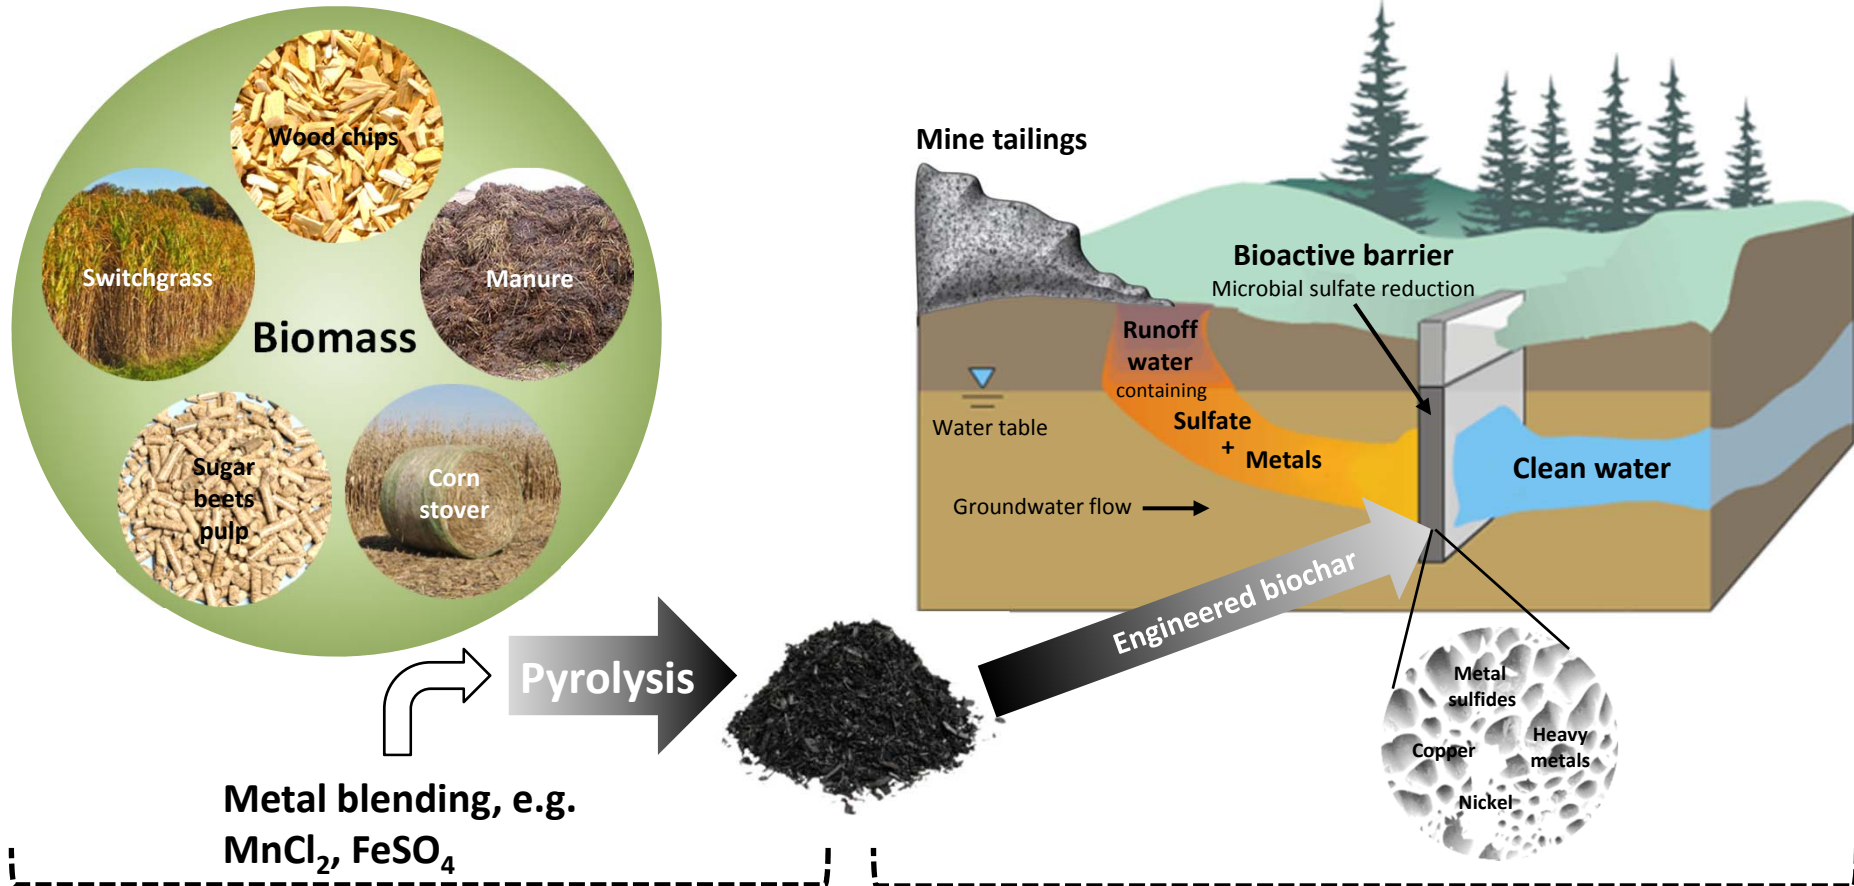 Wood chips
Switchgrass
Manure
Biomass
Sugar
beets
pulp
Corn
stover
Pyrolysis
Metal blending, e.g.
MnCl₂, FeSO₄
Mine tailings
Bioactive barrier
Microbial sulfate reduction
Runoff
water
containing
Sulfate
+
Metals
Water table
Groundwater flow
Clean water
Engineered biochar
Metal
sulfides
Copper
Heavy
metals
Nickel